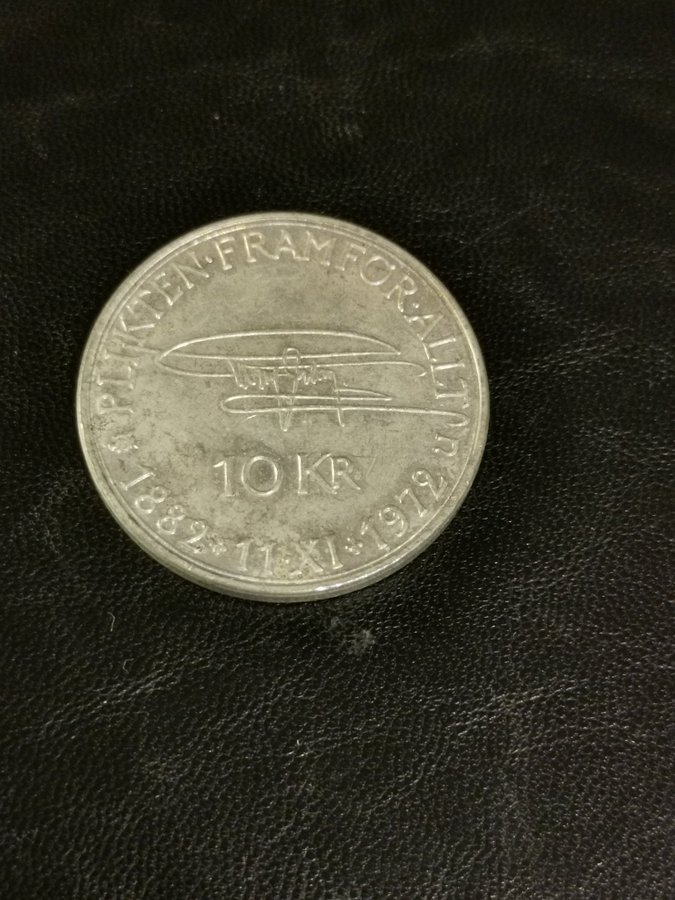 PLIKTEN·FRAMFÖR·ALLT
10 KR
1882 ✶ 11·XI ✶ 1972
U